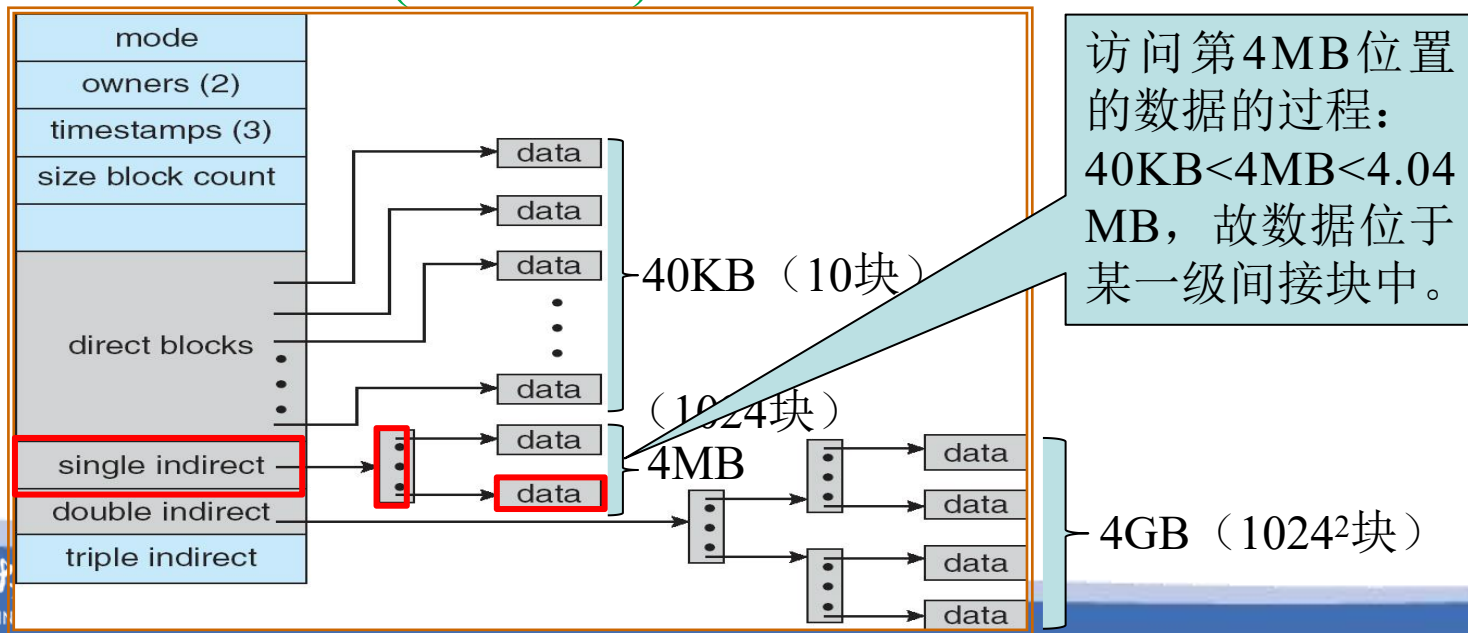 mode
owners (2)
timestamps (3)
size block count
direct blocks
single indirect
double indirect
triple indirect
data
data
data
data
40KB（10块）
（1024块）
data
4MB
data
data
data
data
data
4GB（1024²块）
访问第4MB位置
的数据的过程：
40KB<4MB<4.04
MB，故数据位于
某一级间接块中。